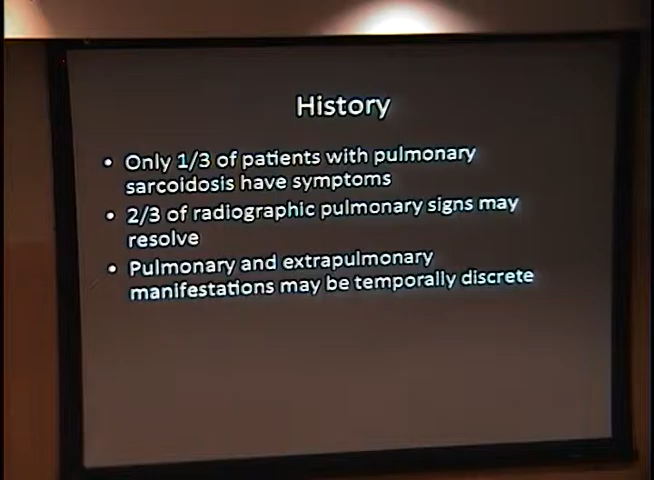 History
• Only 1/3 of patients with pulmonary
sarcoidosis have symptoms
• 2/3 of radiographic pulmonary signs may
resolve
• Pulmonary and extrapulmonary
manifestations may be temporally discrete